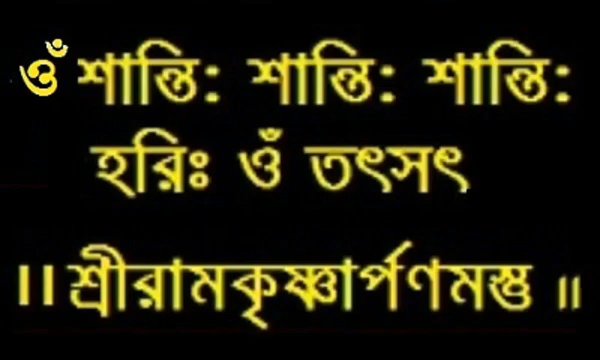 ওঁ শান্তি: শান্তি: শান্তি:
হরিঃ ওঁ তৎসৎ
।। শ্রীরামকৃষ্ণার্পণমস্তু ॥